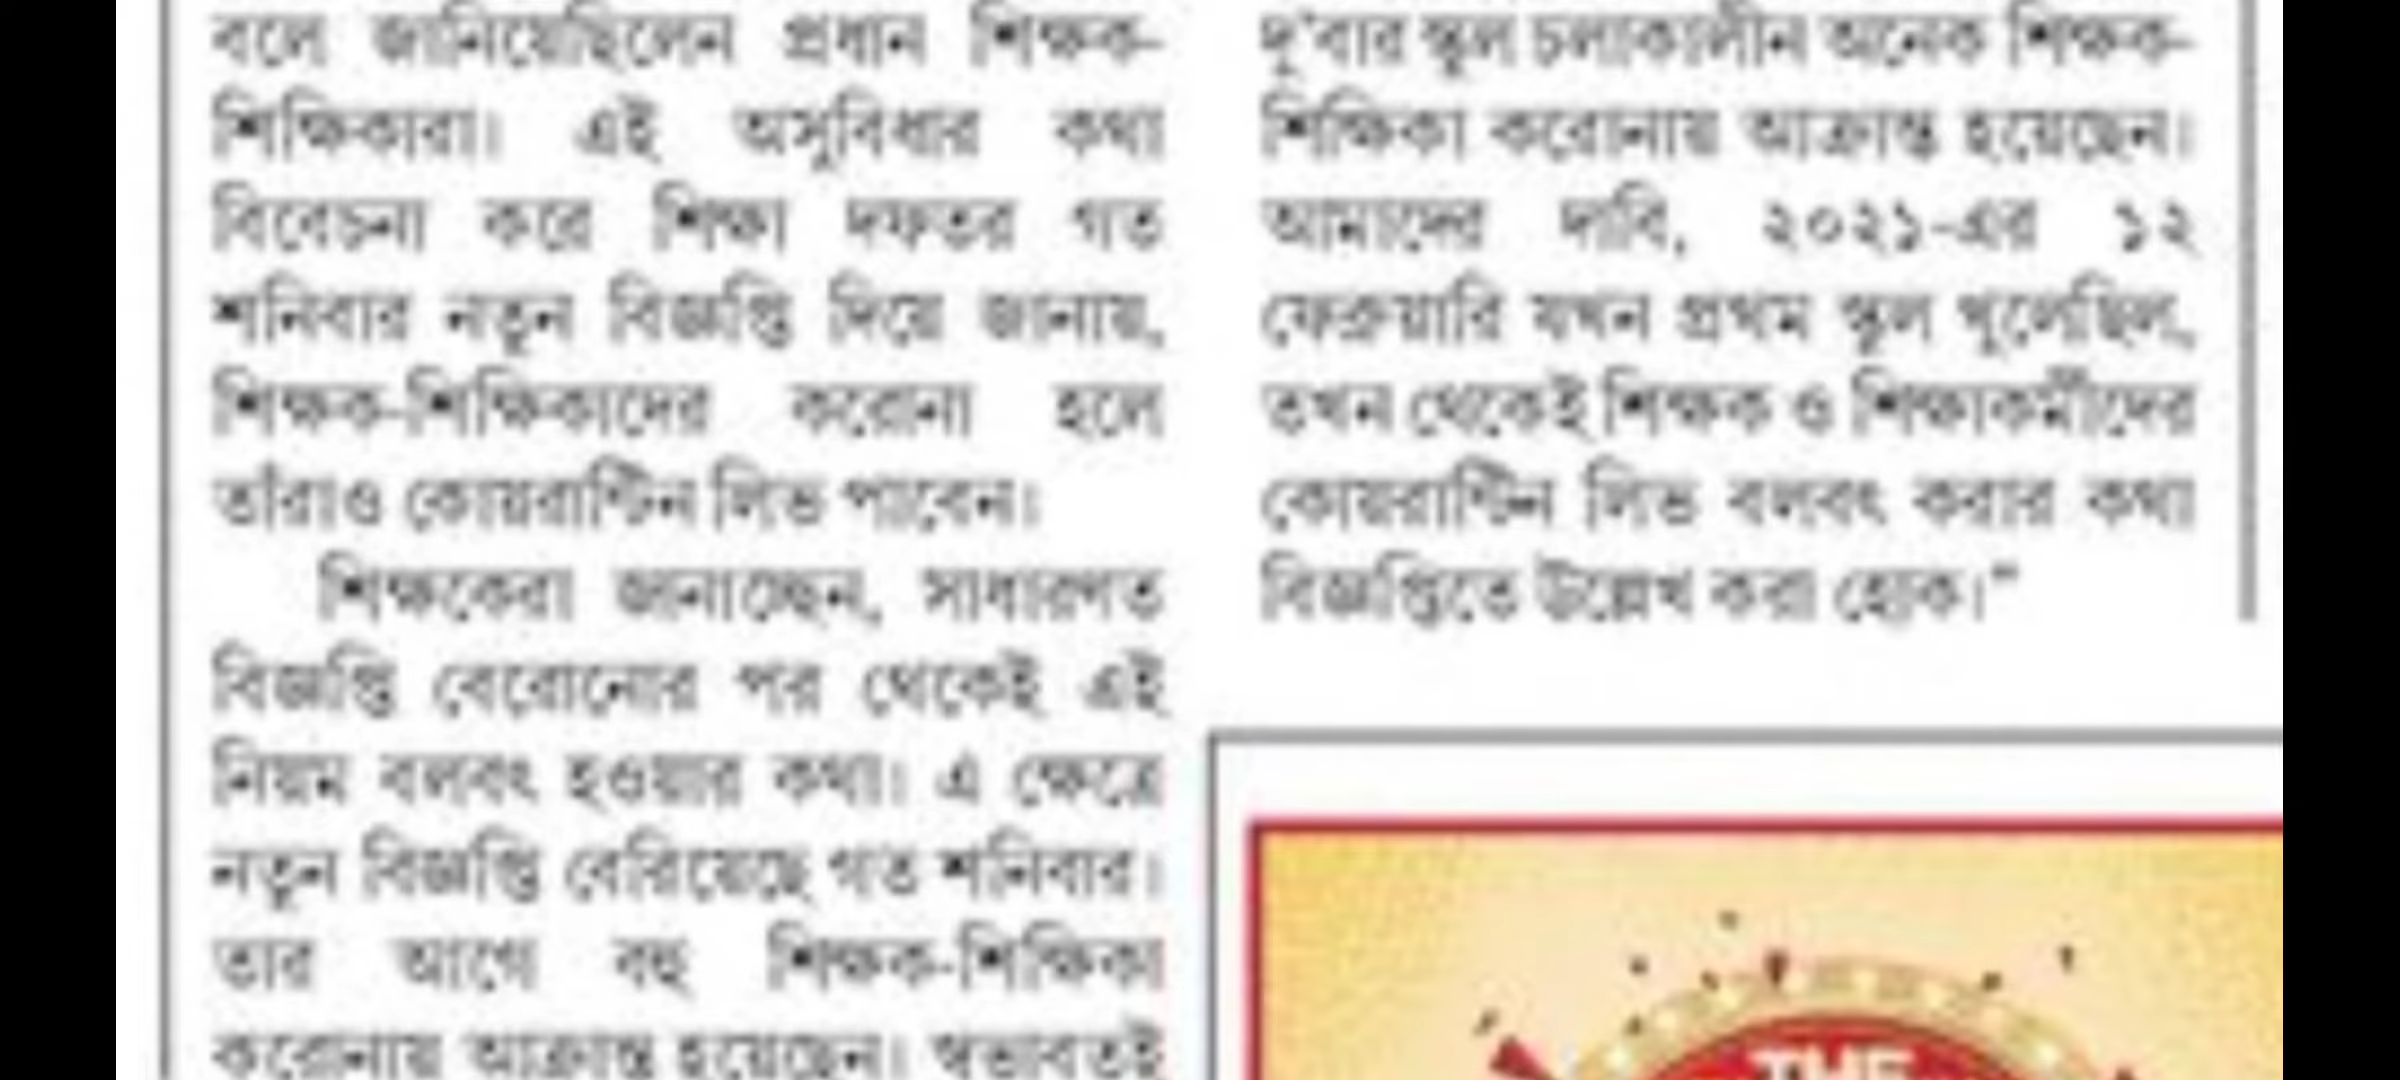 বলে জানিয়েছিলেন প্রধান শিক্ষক-
শিক্ষিকারা। এই অসুবিধার কথা
বিবেচনা করে শিক্ষা দফতর গত
শনিবার নতুন বিজ্ঞপ্তি দিয়ে জানায়,
শিক্ষক-শিক্ষিকাদের করোনা হলে
তাঁরাও কোয়রান্টিন লিভ পাবেন।
শিক্ষকেরা জানাচ্ছেন, সাধারণত
বিজ্ঞপ্তি বেরোনোর পর থেকেই এই
নিয়ম বলবৎ হওয়ার কথা। এ ক্ষেত্রে
নতুন বিজ্ঞপ্তি বেরিয়েছে গত শনিবার।
তার আগে বহু শিক্ষক-শিক্ষিকা
করোনায় আক্রান্ত হয়েছেন। স্বভাবতই
দু'বার স্কুল চলাকালীন অনেক শিক্ষক-
শিক্ষিকা করোনায় আক্রান্ত হয়েছেন।
আমাদের দাবি, ২০২১-এর ১২
ফেব্রুয়ারি যখন প্রথম স্কুল খুলেছিল,
তখন থেকেই শিক্ষক ও শিক্ষাকর্মীদের
কোয়রান্টিন লিভ বলবৎ করার কথা
বিজ্ঞপ্তিতে উল্লেখ করা হোক।"
THE